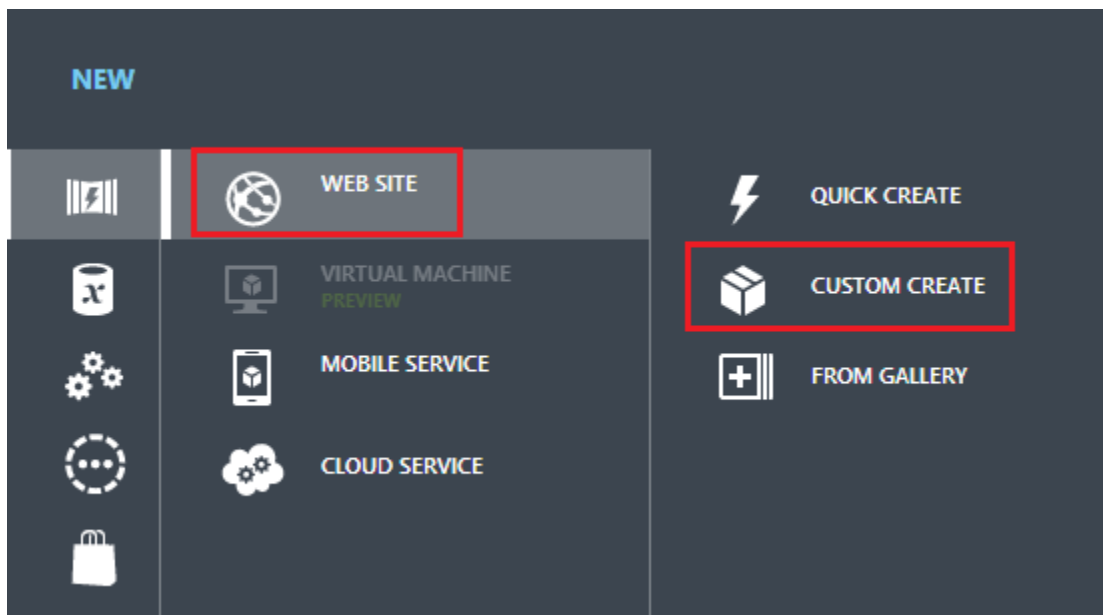 NEW
WEB SITE
VIRTUAL MACHINE
PREVIEW
MOBILE SERVICE
CLOUD SERVICE
QUICK CREATE
CUSTOM CREATE
FROM GALLERY